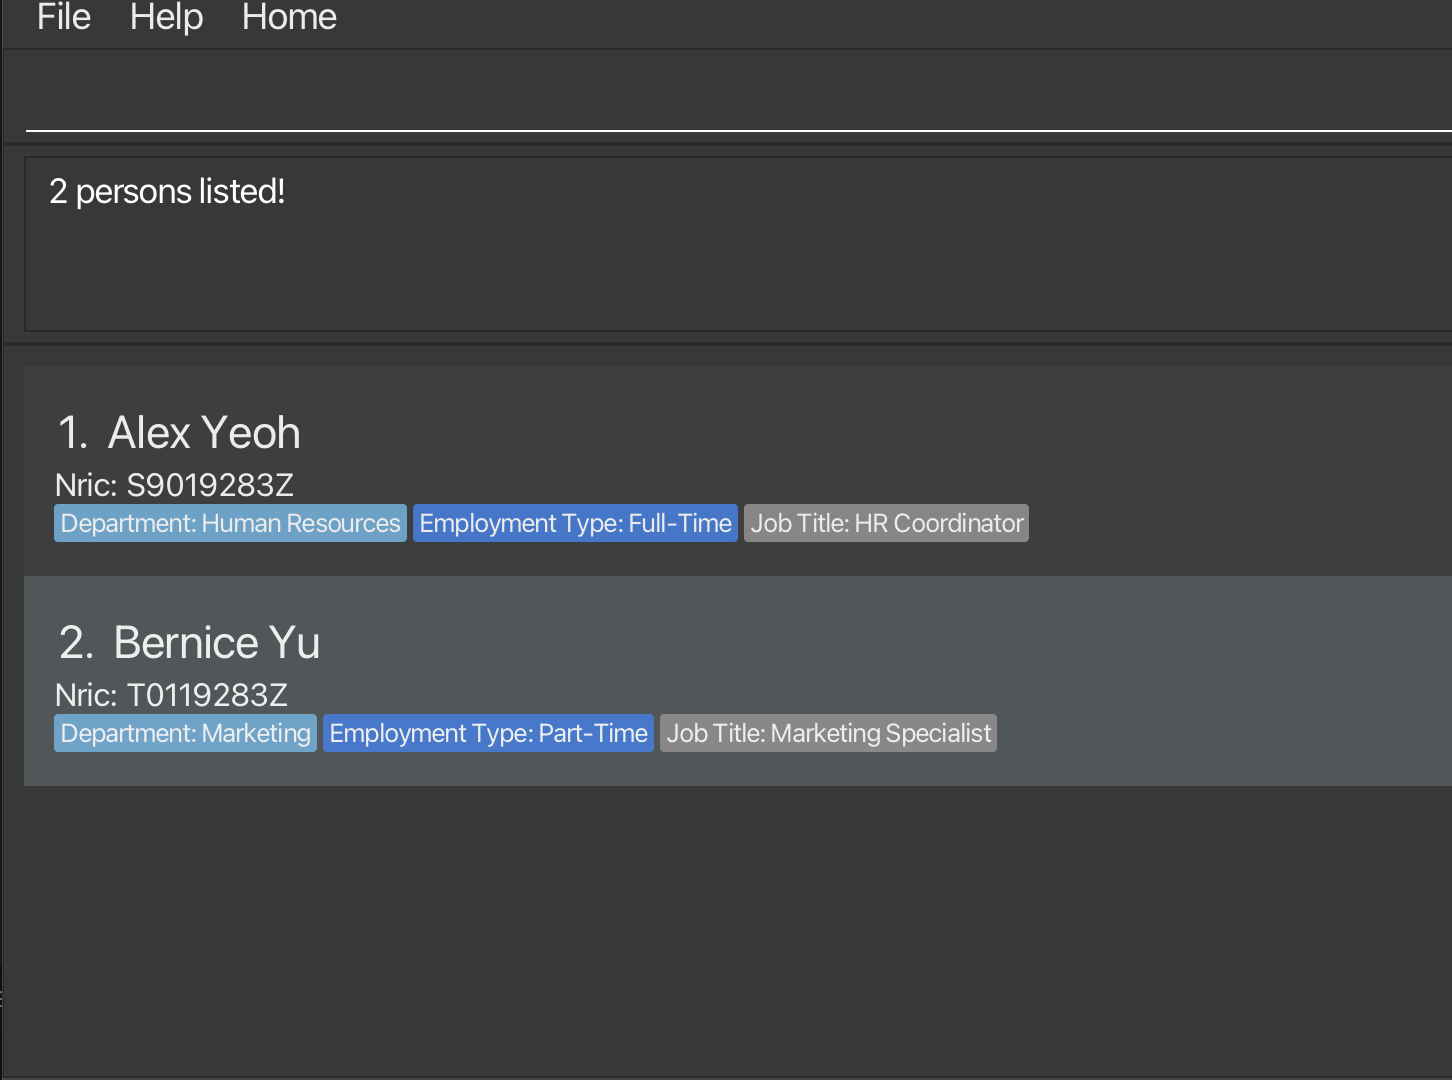 File Help Home
2 persons listed!
1. Alex Yeoh
Nric: S9019283Z
Department: Human Resources Employment Type: Full-Time Job Title: HR Coordinator
2. Bernice Yu
Nric: T0119283Z
Department: Marketing Employment Type: Part-Time Job Title: Marketing Specialist